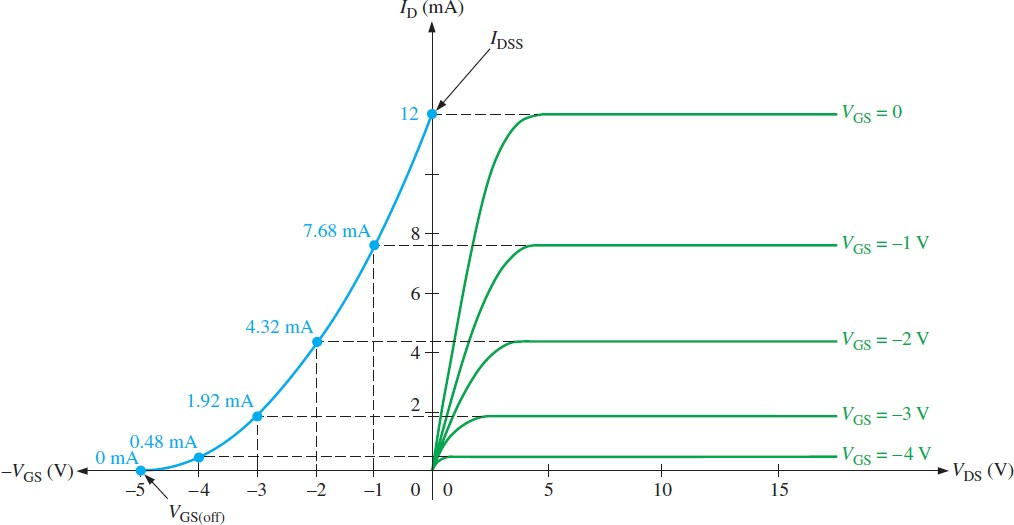 I_D (mA)
I_DSS
12
V_GS = 0
7.68 mA
8
V_GS = –1 V
6
4.32 mA
4
V_GS = –2 V
1.92 mA
2
V_GS = –3 V
0.48 mA
0 mA
V_GS = –4 V
–V_GS (V)
V_DS (V)
–5 –4 –3 –2 –1 0 0 5 10 15
V_GS(off)